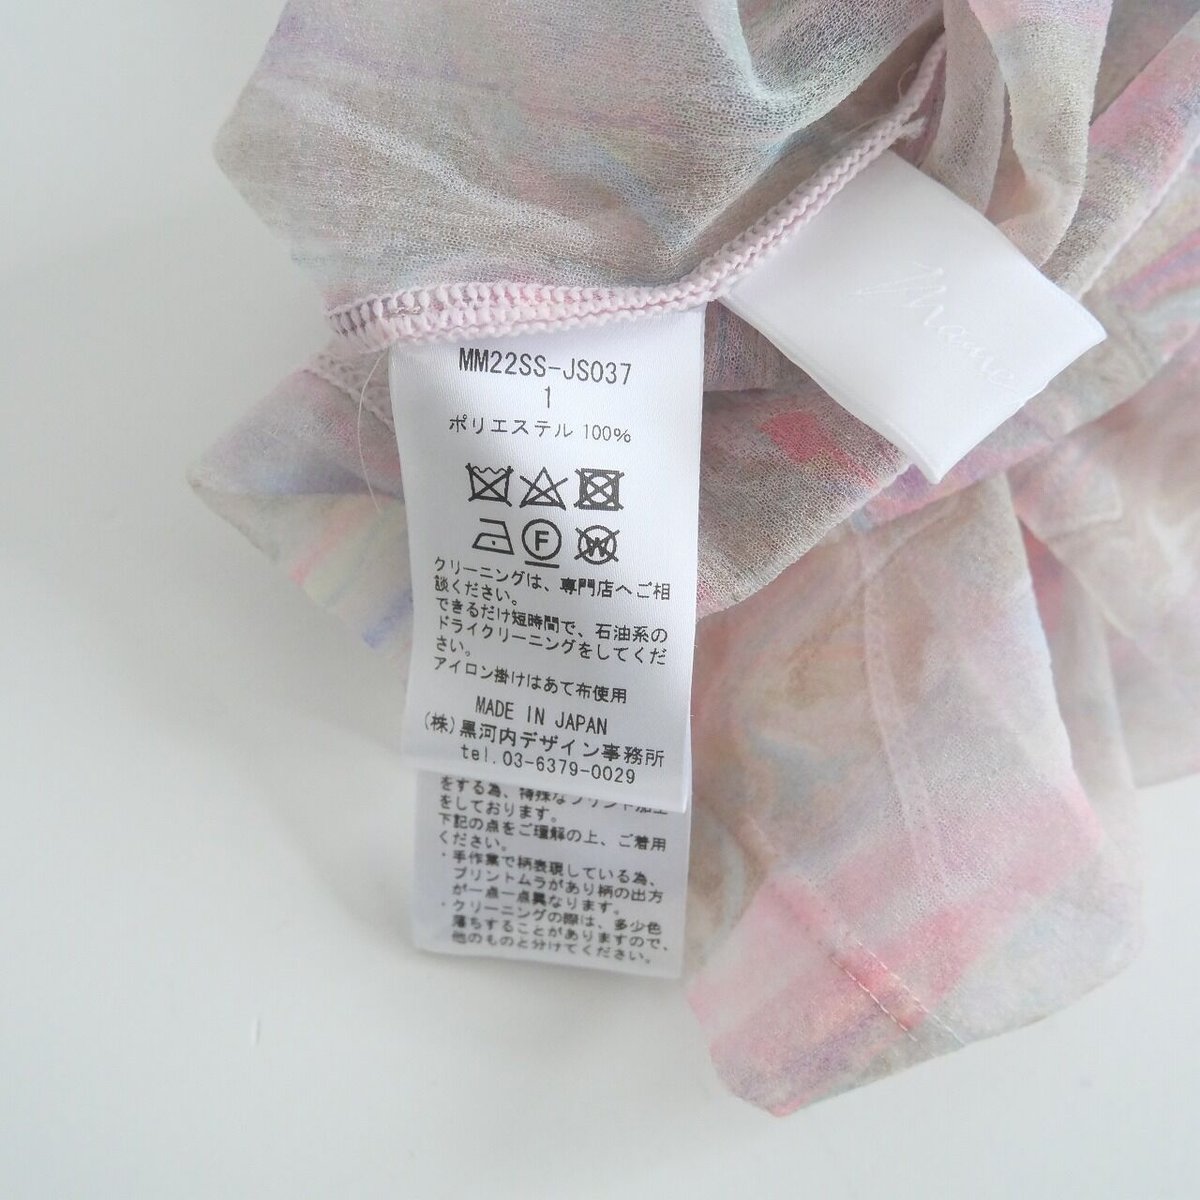 MM22SS-JS037
1
ポリエステル 100%
F
W
クリーニングは、専門店へご相
談ください。
できるだけ短時間で、石油系の
ドライクリーニングをしてくだ
さい。
アイロン掛けはあて布使用
MADE IN JAPAN
(株)黒河内デザイン事務所
tel.03-6379-0029
をする為、特殊なプリント加工
をしております。
下記の点をご理解の上、ご着用
ください。
・手作業で柄表現している為、
プリントムラがあり柄の出方
が一点一点異なります。
・クリーニングの際は、多少色
落ちすることがありますので、
他のものと分けてください。